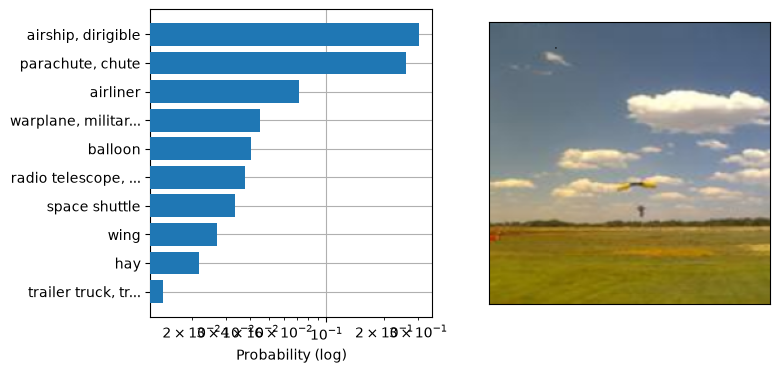 airship, dirigible
parachute, chute
airliner
warplane, militar...
balloon
radio telescope, ...
space shuttle
wing
hay
trailer truck, tr...
10⁻¹
Probability (log)